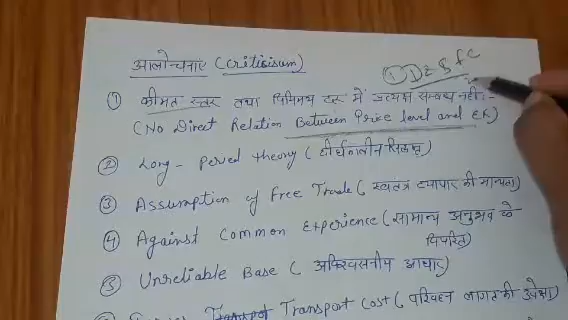 आलोचनाएं (Criticisum)
① D = S f c
① कीमत स्तर तथा विनिमय दर में प्रत्यक्ष सम्बन्ध नहीं :-
(No Direct Relation Between Price level and ER)
② Long-Period theory (दीर्घकालीन सिद्धान्त)
③ Assumption of Free Trade (स्वतंत्र व्यापार की मान्यता)
④ Against Common Experience (सामान्य अनुभव के
विपरित)
⑤ Unreliable Base (अविश्वसनीय आधार)
Transport Cost (परिवहन लागत की उपेक्षा)